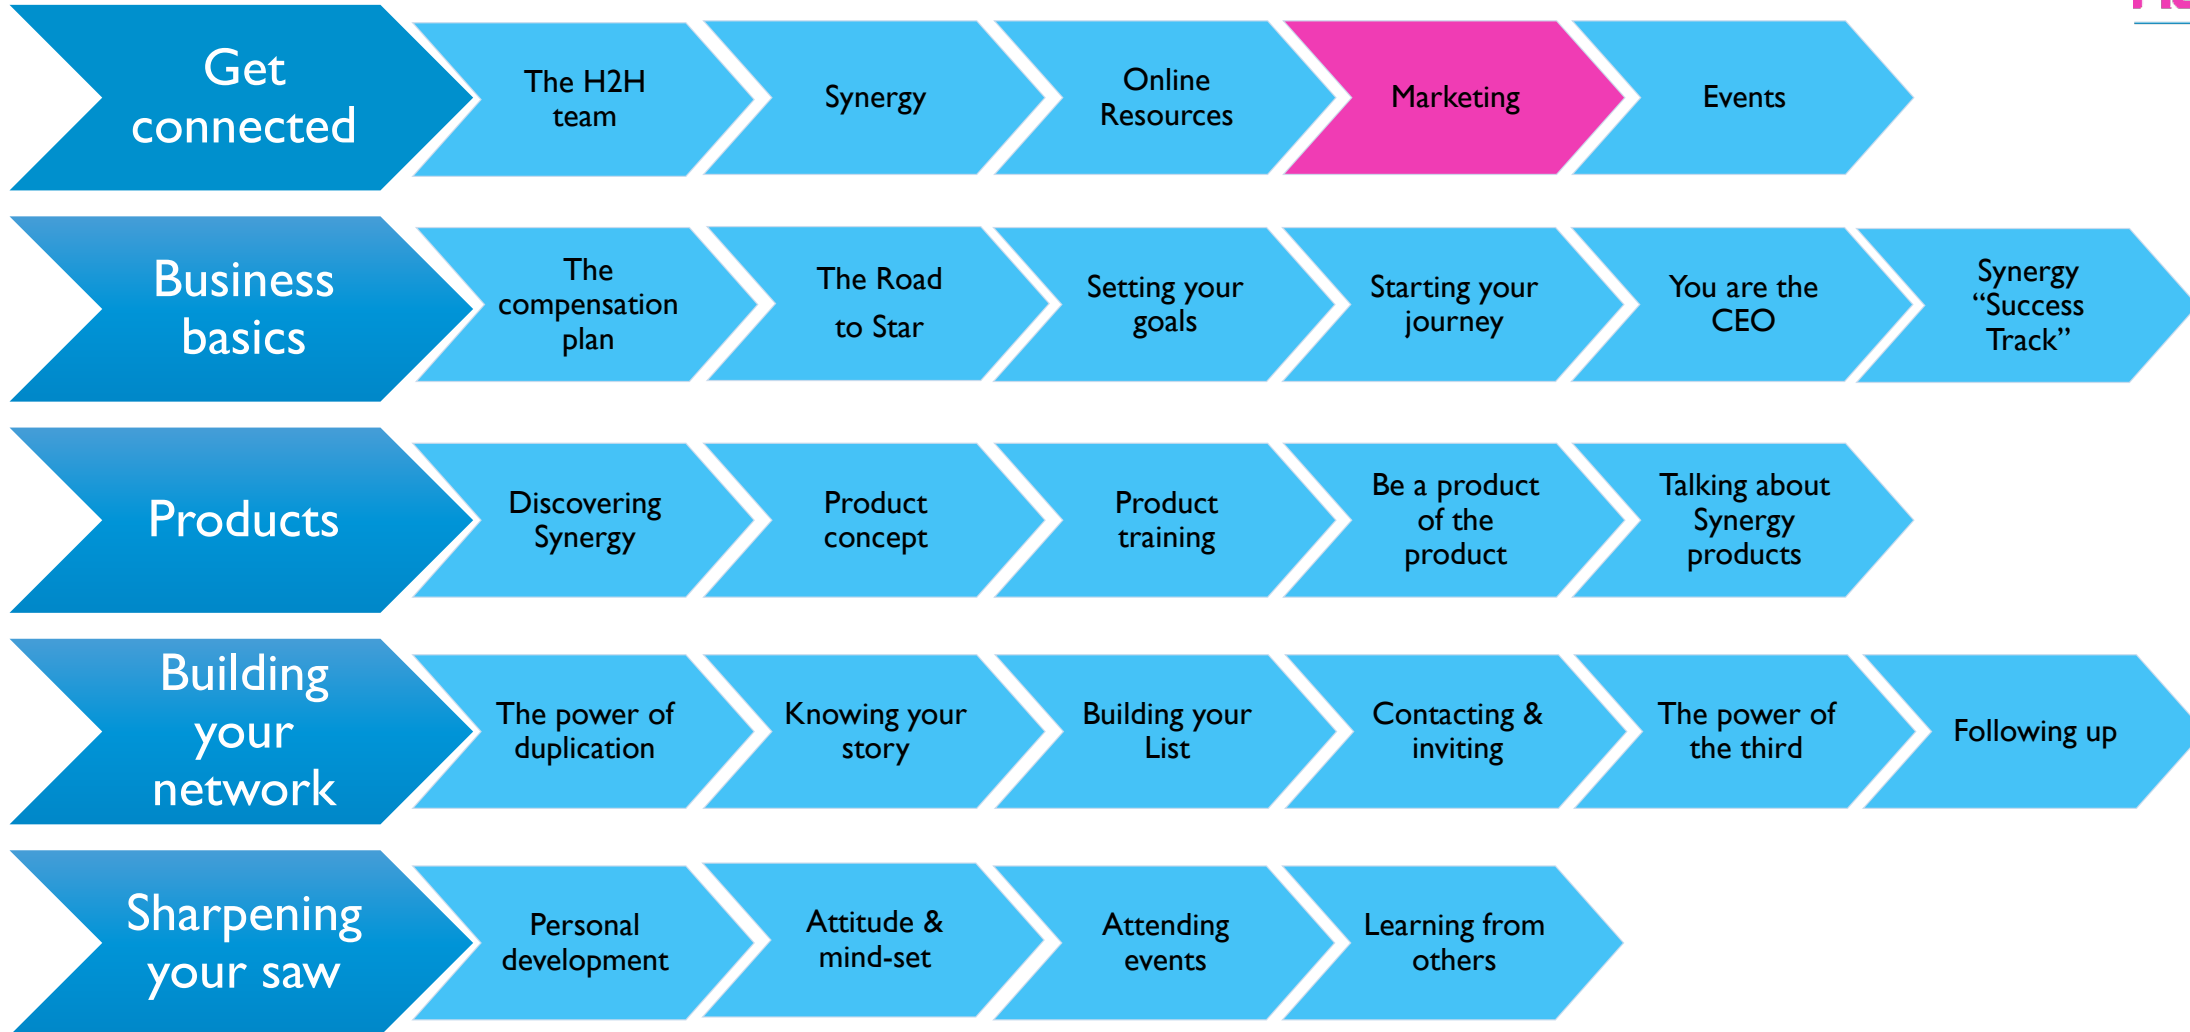 Get
connected
The H2H
team
Synergy
Online
Resources
Marketing
Events
Business
basics
The
compensation
plan
The Road
to Star
Setting your
goals
Starting your
journey
You are the
CEO
Synergy
“Success
Track”
Products
Discovering
Synergy
Product
concept
Product
training
Be a product
of the
product
Talking about
Synergy
products
Building
your
network
The power of
duplication
Knowing your
story
Building your
List
Contacting &
inviting
The power of
the third
Following up
Sharpening
your saw
Personal
development
Attitude &
mind-set
Attending
events
Learning from
others